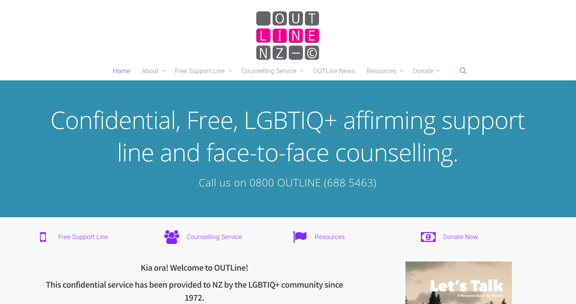 OUT
LINE
NZ–©
Home About Free Support Line Counselling Service OUTLine News Resources Donate
Confidential, Free, LGBTIQ+ affirming support
line and face-to-face counselling.
Call us on 0800 OUTLINE (688 5463)
Free Support Line Counselling Service Resources Donate Now
Kia ora! Welcome to OUTLine!
This confidential service has been provided to NZ by the LGBTIQ+ community since
1972.
Let's Talk